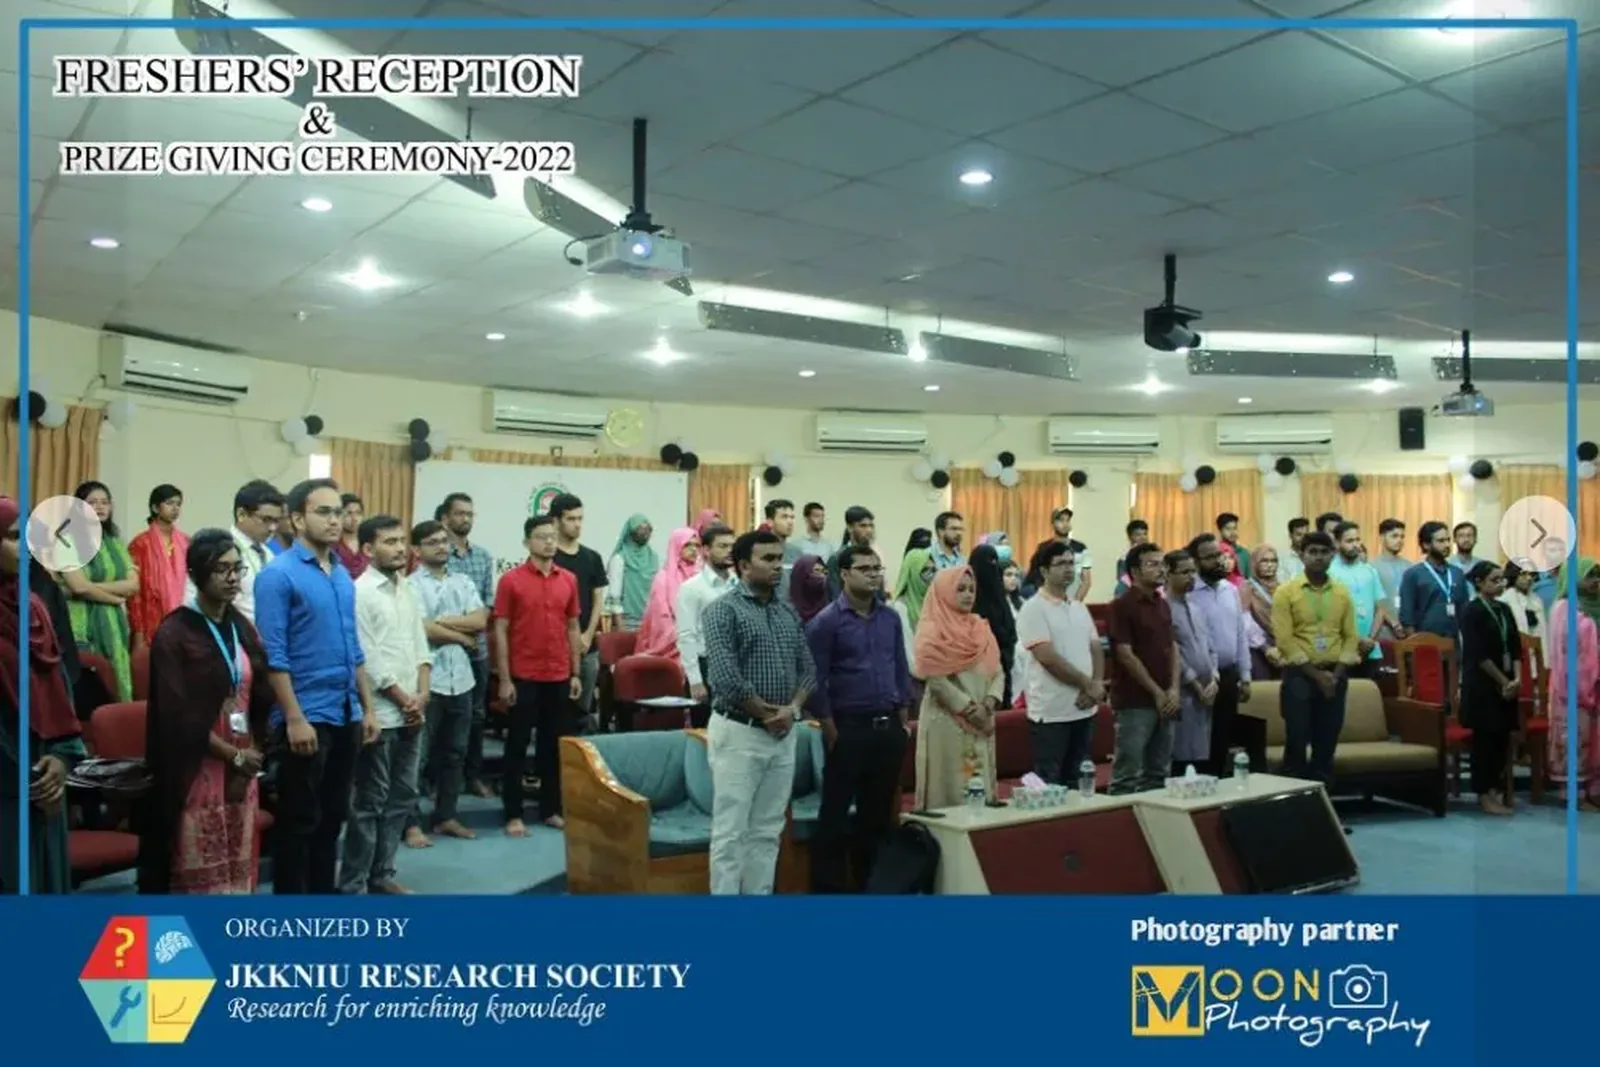 FRESHERS' RECEPTION
&
PRIZE GIVING CEREMONY-2022
ORGANIZED BY
JKKNIU RESEARCH SOCIETY
Research for enriching knowledge
?
Photography partner
MOON
Photography